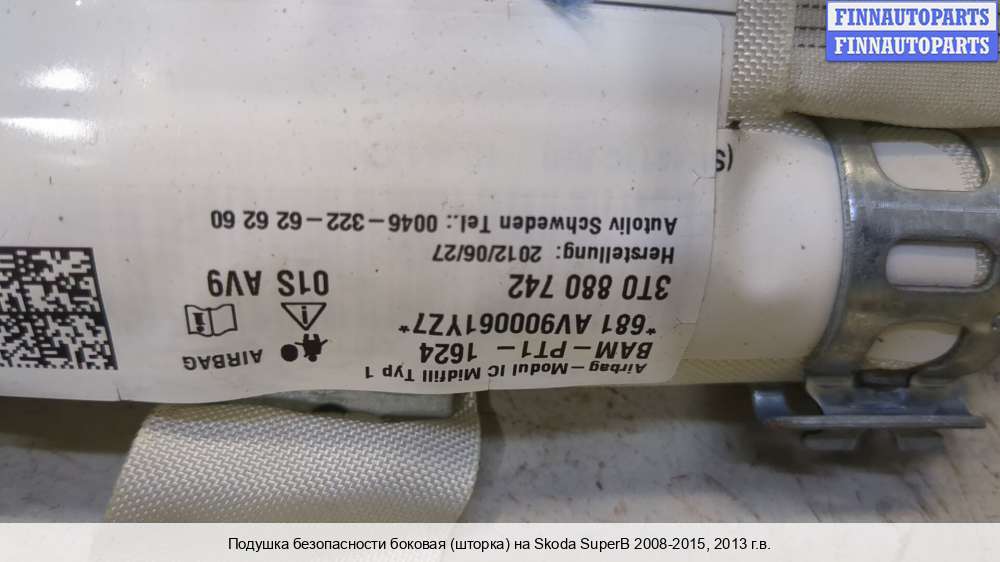 FINNAUTOPARTS
FINNAUTOPARTS
Airbag-Modul IC Midfill Typ 1
BAM-PT1- 1624
*681 AV900061YZ7*
3T0 880 742
Herstellung: 2012/06/27
Autoliv Schweden Tel.: 0046-322-62 62 60
AIRBAG
01S AV9
(S
Подушка безопасности боковая (шторка) на Skoda SuperB 2008-2015, 2013 г.в.